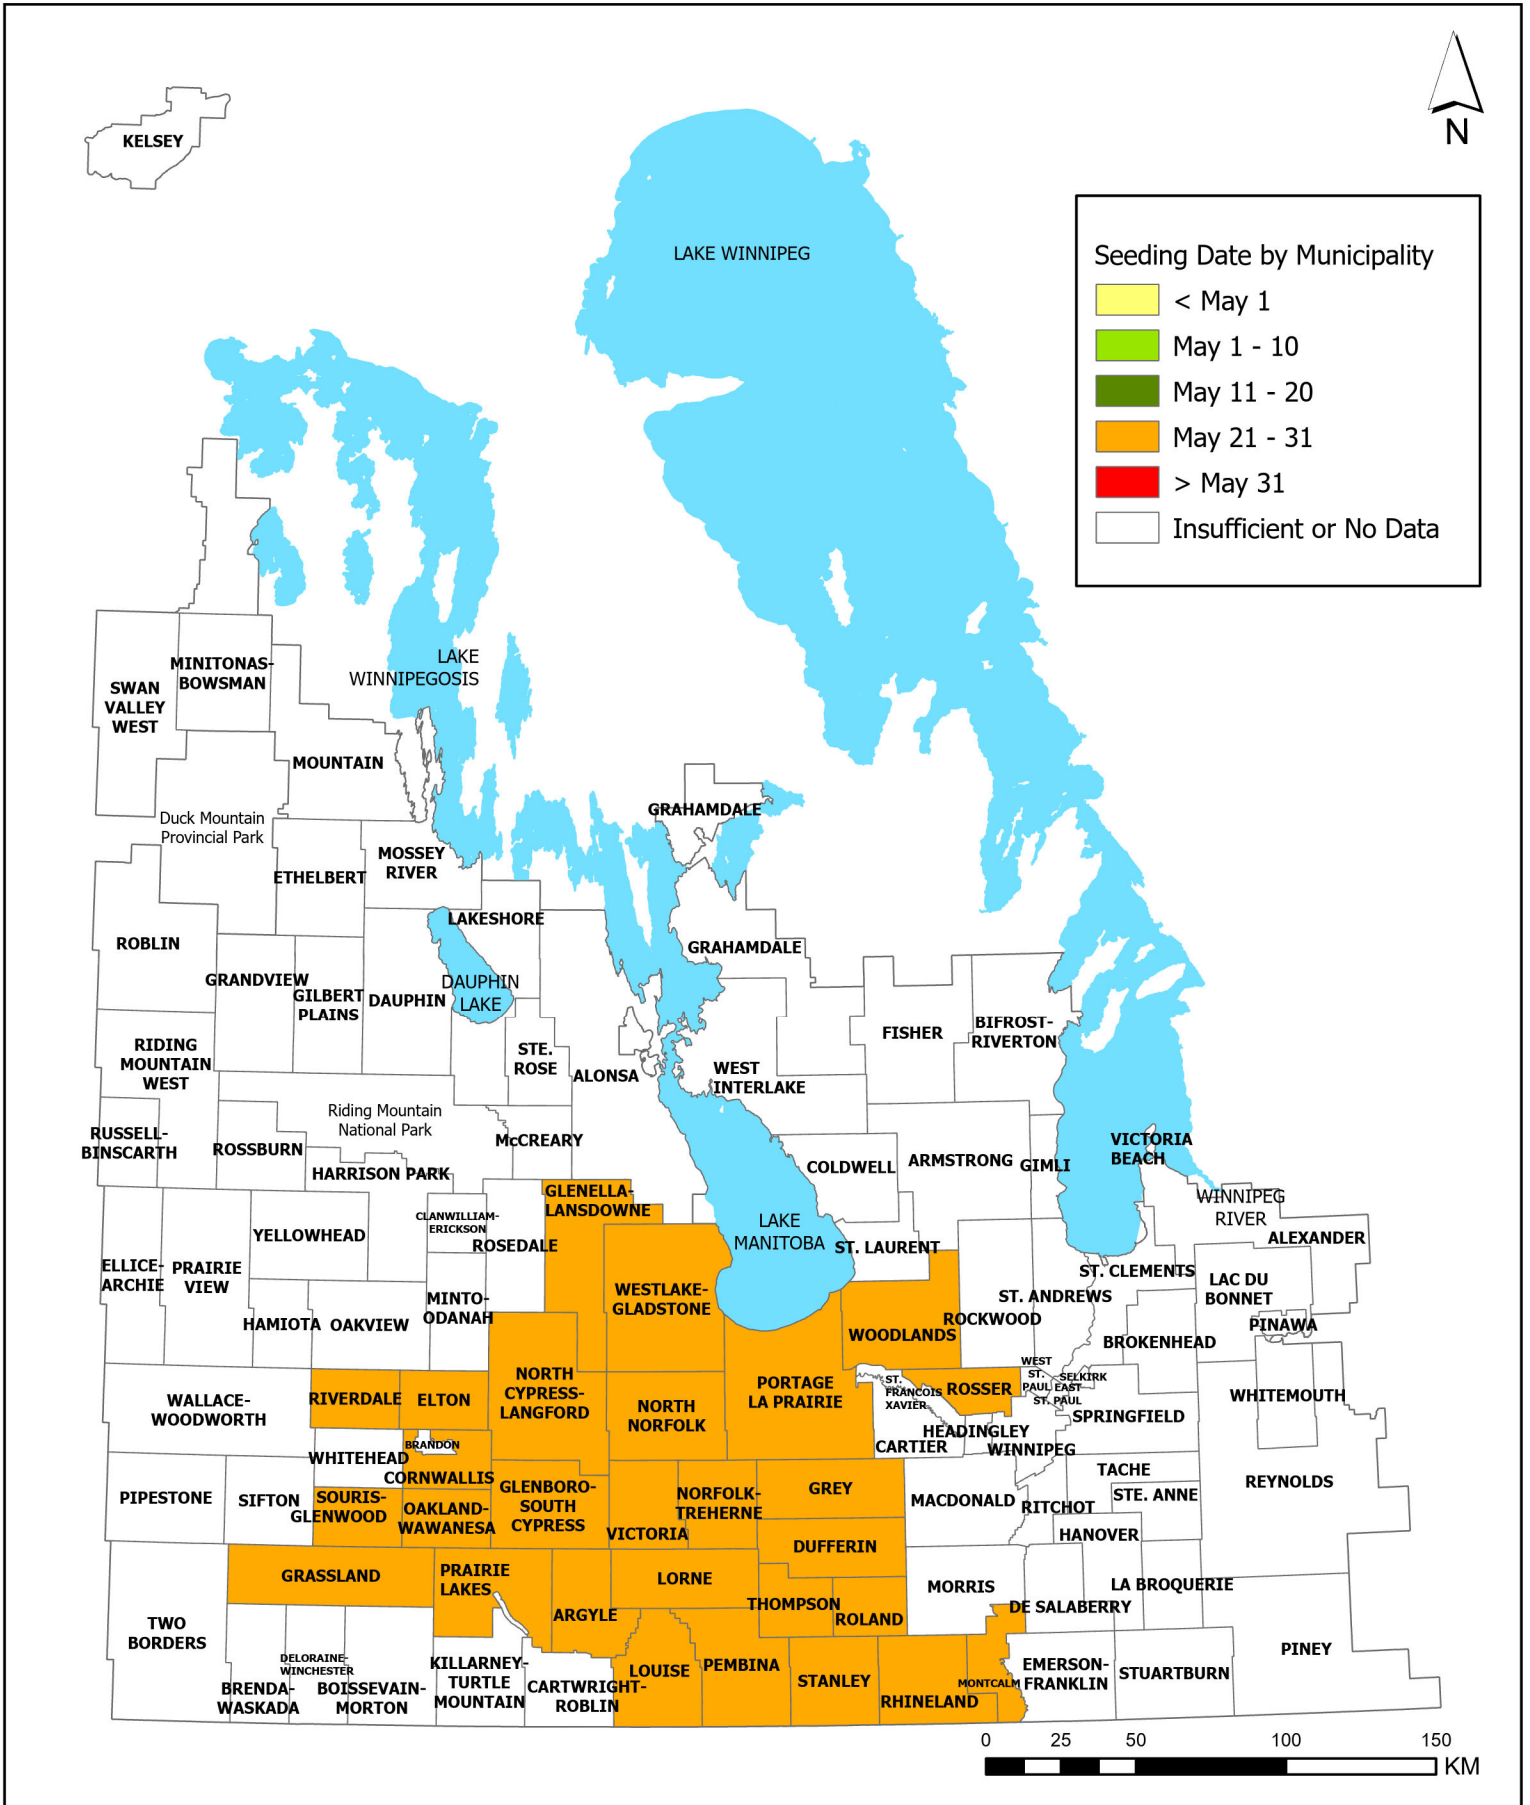 KELSEY
N
LAKE WINNIPEG
Seeding Date by Municipality
< May 1
May 1 - 10
May 11 - 20
May 21 - 31
> May 31
Insufficient or No Data
LAKE
WINNIPEGOSIS
MINITONAS-
BOWSMAN
SWAN
VALLEY
WEST
MOUNTAIN
Duck Mountain
Provincial Park
GRAHAMDALE
MOSSEY
RIVER
ETHELBERT
LAKESHORE
ROBLIN
GRAHAMDALE
GRANDVIEW
GILBERT
PLAINS
DAUPHIN
DAUPHIN
LAKE
FISHER
BIFROST-
RIVERTON
RIDING
MOUNTAIN
WEST
STE.
ROSE
ALONSA
WEST
INTERLAKE
Riding Mountain
National Park
RUSSELL-
BINSCARTH
ROSSBURN
McCREARY
HARRISON PARK
COLDWELL
ARMSTRONG
GIMLI
VICTORIA
BEACH
GLENELLA-
LANSDOWNE
WINNIPEG
RIVER
ALEXANDER
CLANWILLIAM-
ERICKSON
YELLOWHEAD
ROSEDALE
LAKE
MANITOBA
ST. LAURENT
ELLICE-
ARCHIE
PRAIRIE
VIEW
ST. CLEMENTS
LAC DU
BONNET
WESTLAKE-
GLADSTONE
MINTO-
ODANAH
ST. ANDREWS
HAMIOTA
OAKVIEW
ROCKWOOD
WOODLANDS
PINAWA
BROKENHEAD
WEST
ST.
PAUL
SELKIRK
EAST
ST. PAUL
NORTH
CYPRESS-
LANGFORD
PORTAGE
LA PRAIRIE
ST.
FRANCOIS
XAVIER
ROSSER
WALLACE-
WOODWORTH
RIVERDALE
ELTON
WHITEMOUTH
NORTH
NORFOLK
SPRINGFIELD
HEADINGLEY
CARTIER
WINNIPEG
BRANDON
WHITEHEAD
CORNWALLIS
TACHE
REYNOLDS
PIPESTONE
SIFTON
SOURIS-
GLENWOOD
OAKLAND-
WAWANESA
GLENBORO-
SOUTH
CYPRESS
NORFOLK-
TREHERNE
GREY
MACDONALD
RITCHOT
STE. ANNE
VICTORIA
HANOVER
DUFFERIN
GRASSLAND
PRAIRIE
LAKES
LORNE
MORRIS
LA BROQUERIE
THOMPSON
ROLAND
DE SALABERRY
ARGYLE
TWO
BORDERS
PINEY
DELORAINE-
WINCHESTER
KILLARNEY-
TURTLE
MOUNTAIN
LOUISE
PEMBINA
STANLEY
EMERSON-
FRANKLIN
STUARTBURN
MONTCALM
BRENDA-
WASKADA
BOISSEVAIN-
MORTON
CARTWRIGHT-
ROBLIN
RHINELAND
0 25 50 100 150
KM